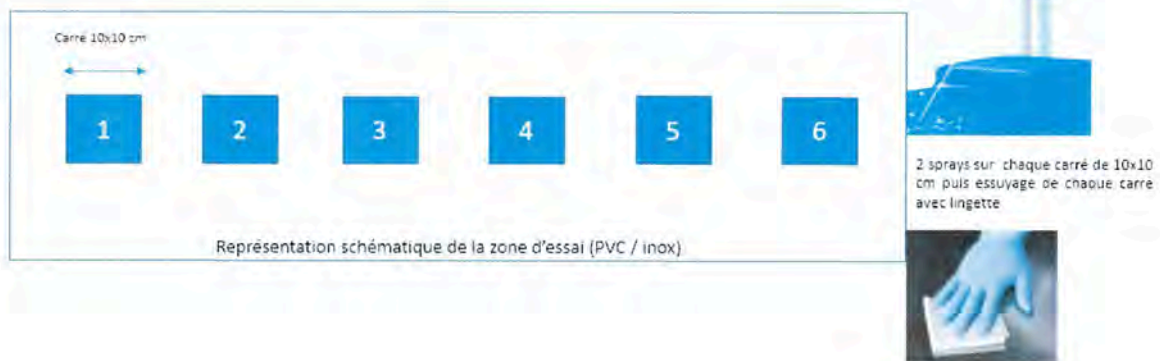 Carré 10x10 cm
1 2 3 4 5 6
Représentation schématique de la zone d'essai (PVC / inox)
2 sprays sur chaque carré de 10x10
cm puis essuyage de chaque carré
avec lingette